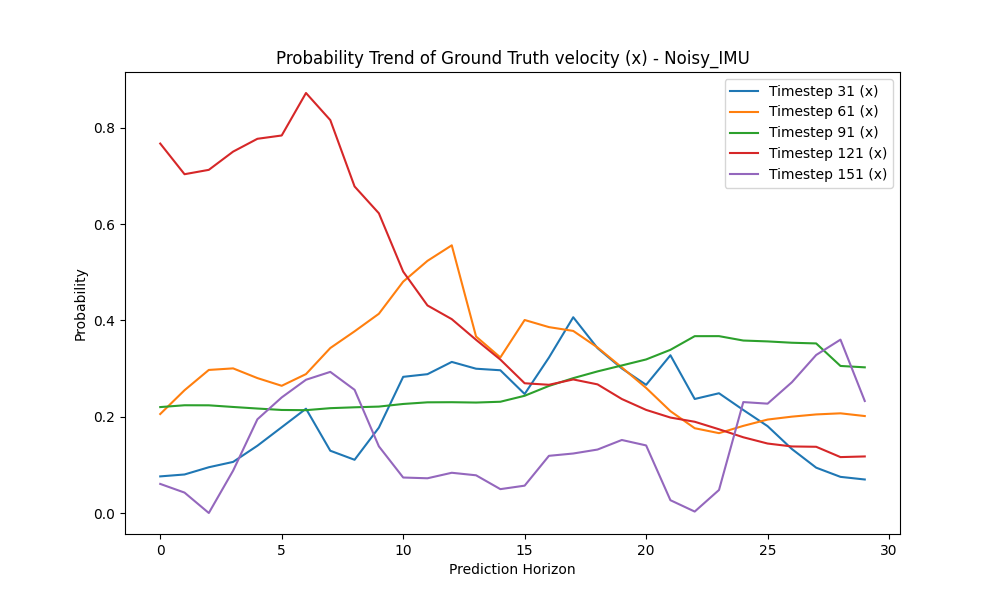 Probability Trend of Ground Truth velocity (x) - Noisy_IMU
Timestep 31 (x)
Timestep 61 (x)
Timestep 91 (x)
Timestep 121 (x)
Timestep 151 (x)
Probability
0.8
0.6
0.4
0.2
0.0
0 5 10 15 20 25 30
Prediction Horizon